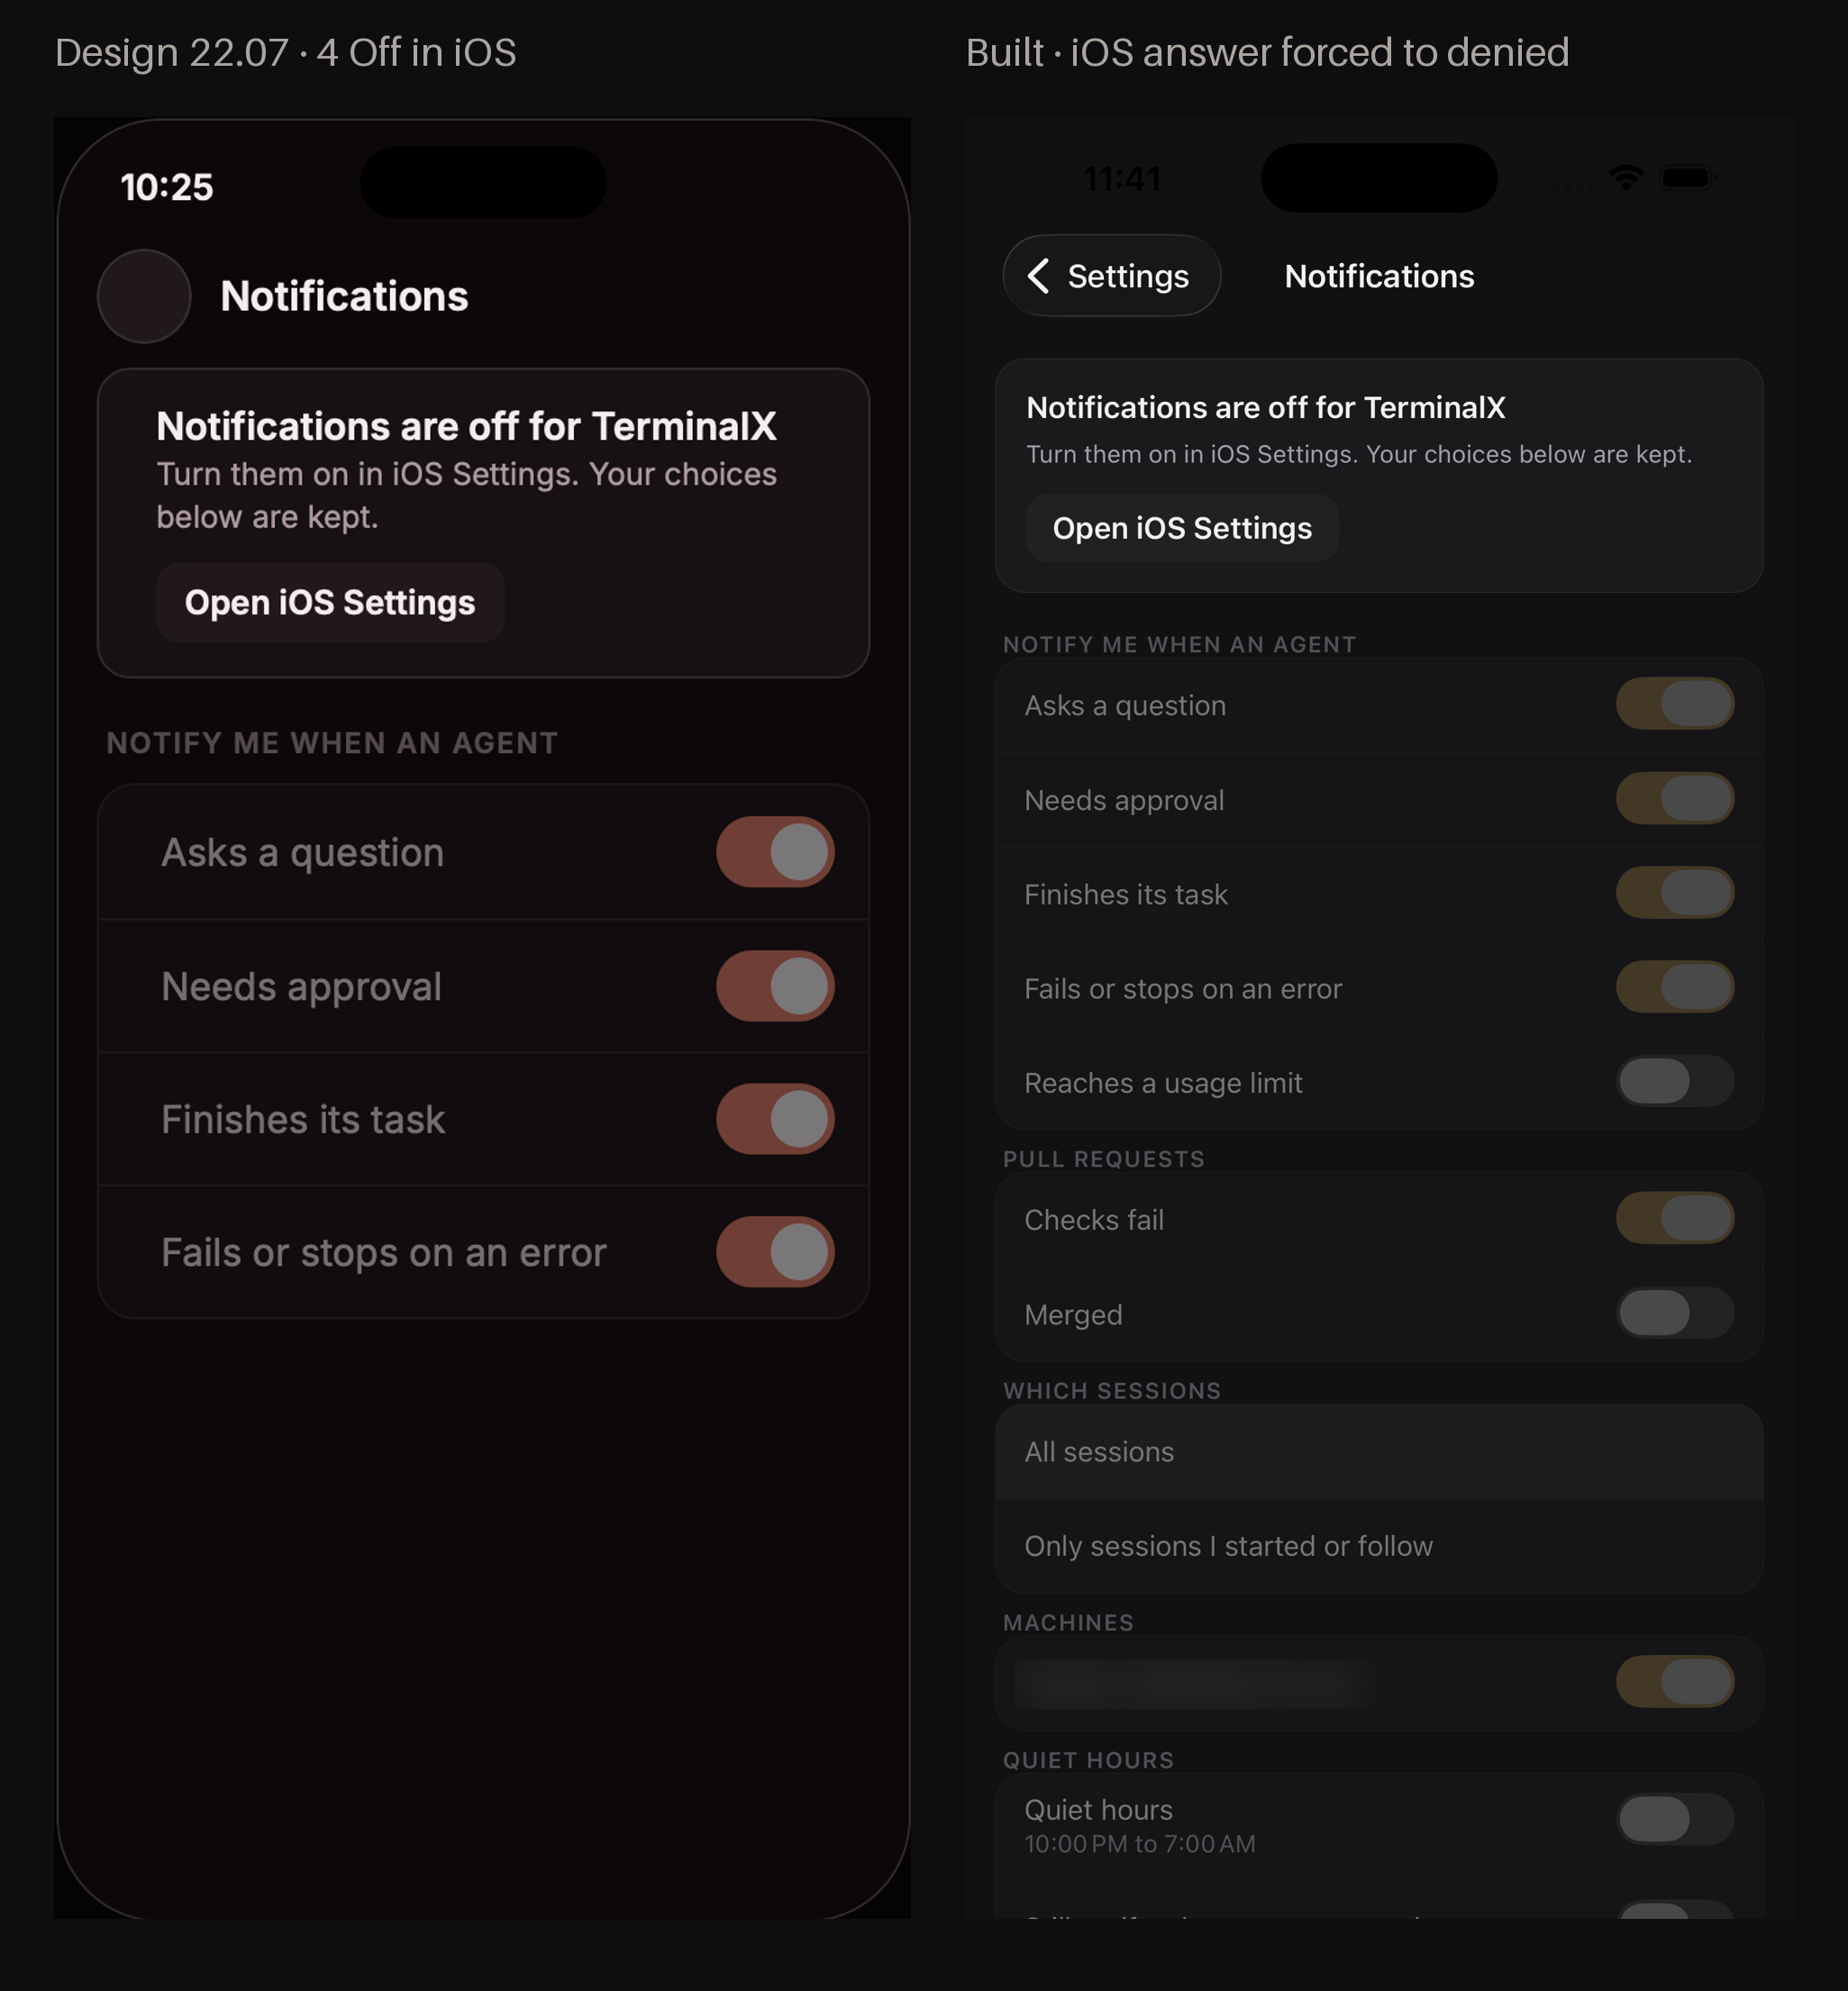 Design 22.07 · 4 Off in iOS
10:25
Notifications
Notifications are off for TerminalX
Turn them on in iOS Settings. Your choices
below are kept.
Open iOS Settings
NOTIFY ME WHEN AN AGENT
Asks a question
Needs approval
Finishes its task
Fails or stops on an error
Built · iOS answer forced to denied
11:41
Settings
Notifications
Notifications are off for TerminalX
Turn them on in iOS Settings. Your choices below are kept.
Open iOS Settings
NOTIFY ME WHEN AN AGENT
Asks a question
Needs approval
Finishes its task
Fails or stops on an error
Reaches a usage limit
PULL REQUESTS
Checks fail
Merged
WHICH SESSIONS
All sessions
Only sessions I started or follow
MACHINES
QUIET HOURS
Quiet hours
10:00 PM to 7:00 AM